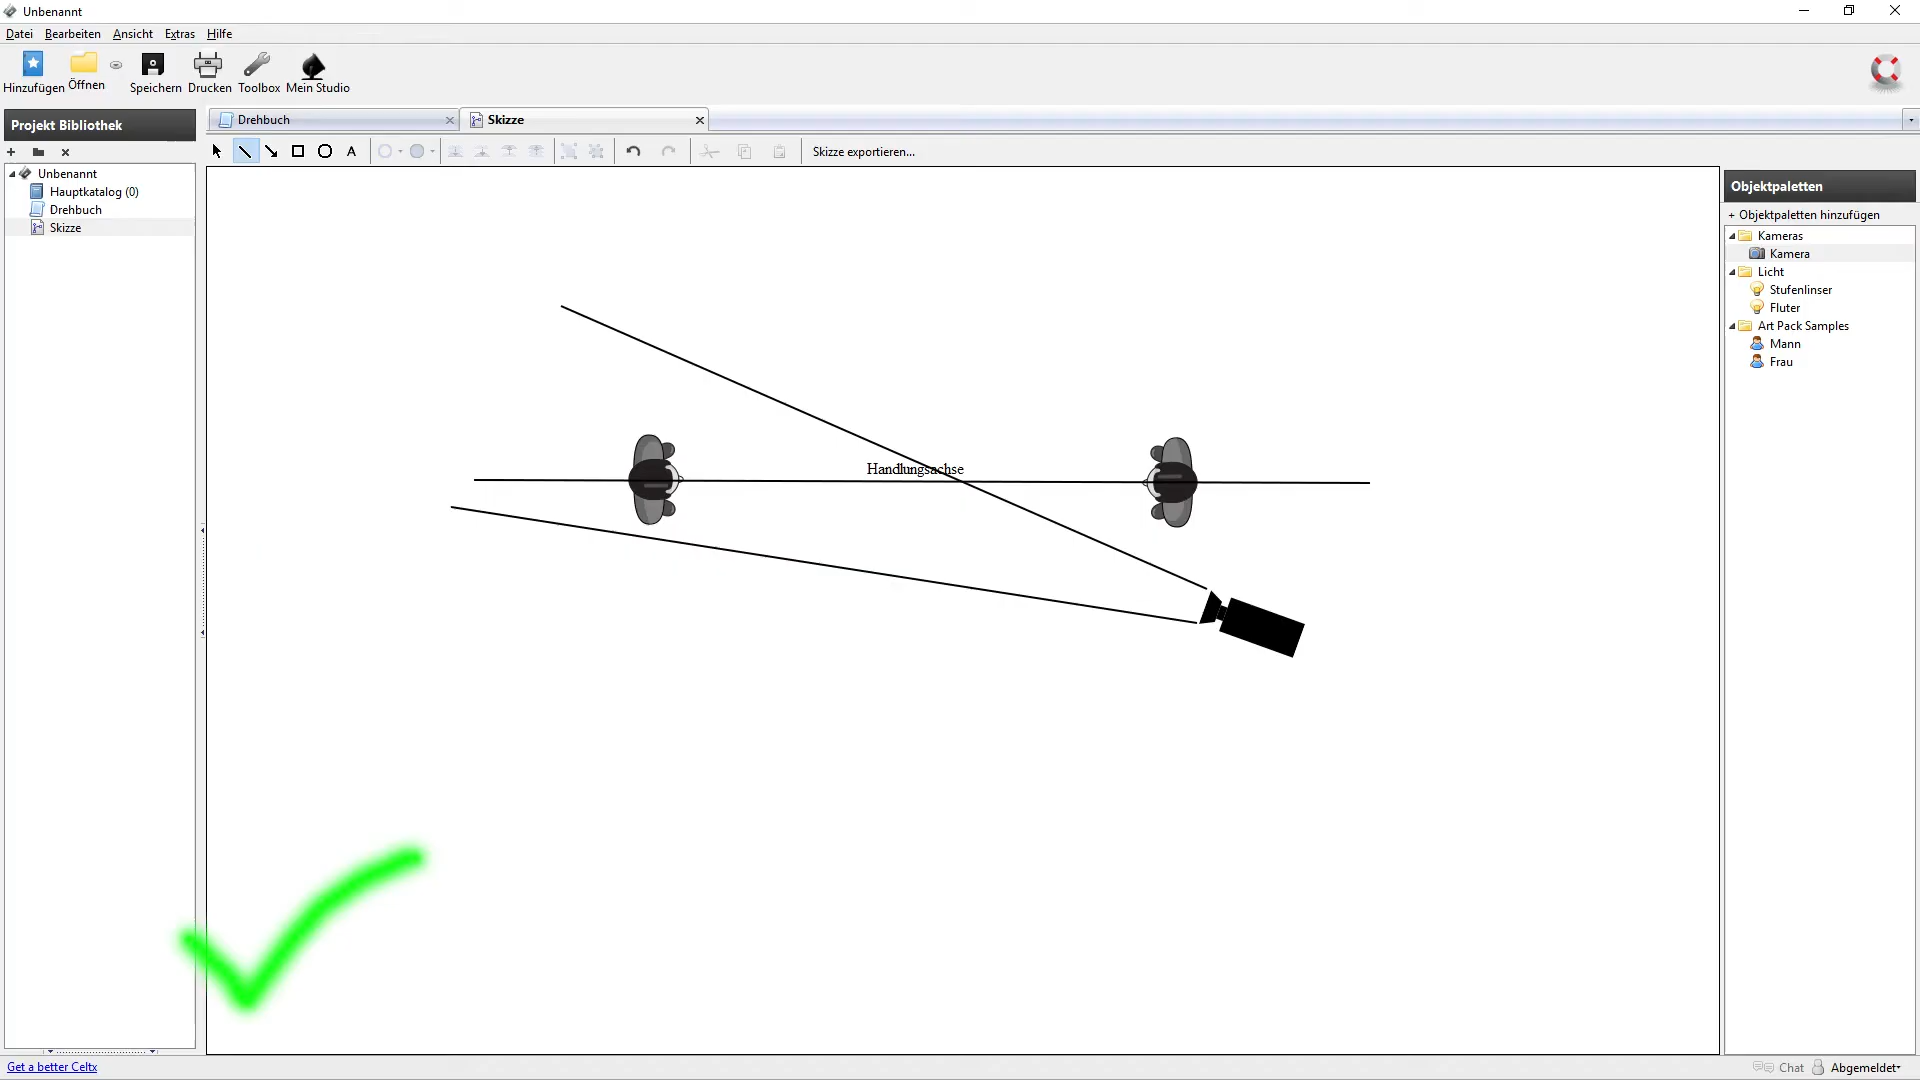 Unbenannt
Datei Bearbeiten Ansicht Extras Hilfe
Hinzufügen Öffnen Speichern Drucken Toolbox Mein Studio
Projekt Bibliothek
Drehbuch
Skizze
A
Skizze exportieren...
Unbenannt
Hauptkatalog (0)
Drehbuch
Skizze
Handlungsachse
Objektpaletten
+ Objektpaletten hinzufügen
Kameras
Kamera
Licht
Stufenlinser
Fluter
Art Pack Samples
Mann
Frau
Get a better Celtx
Chat
Abgemeldet